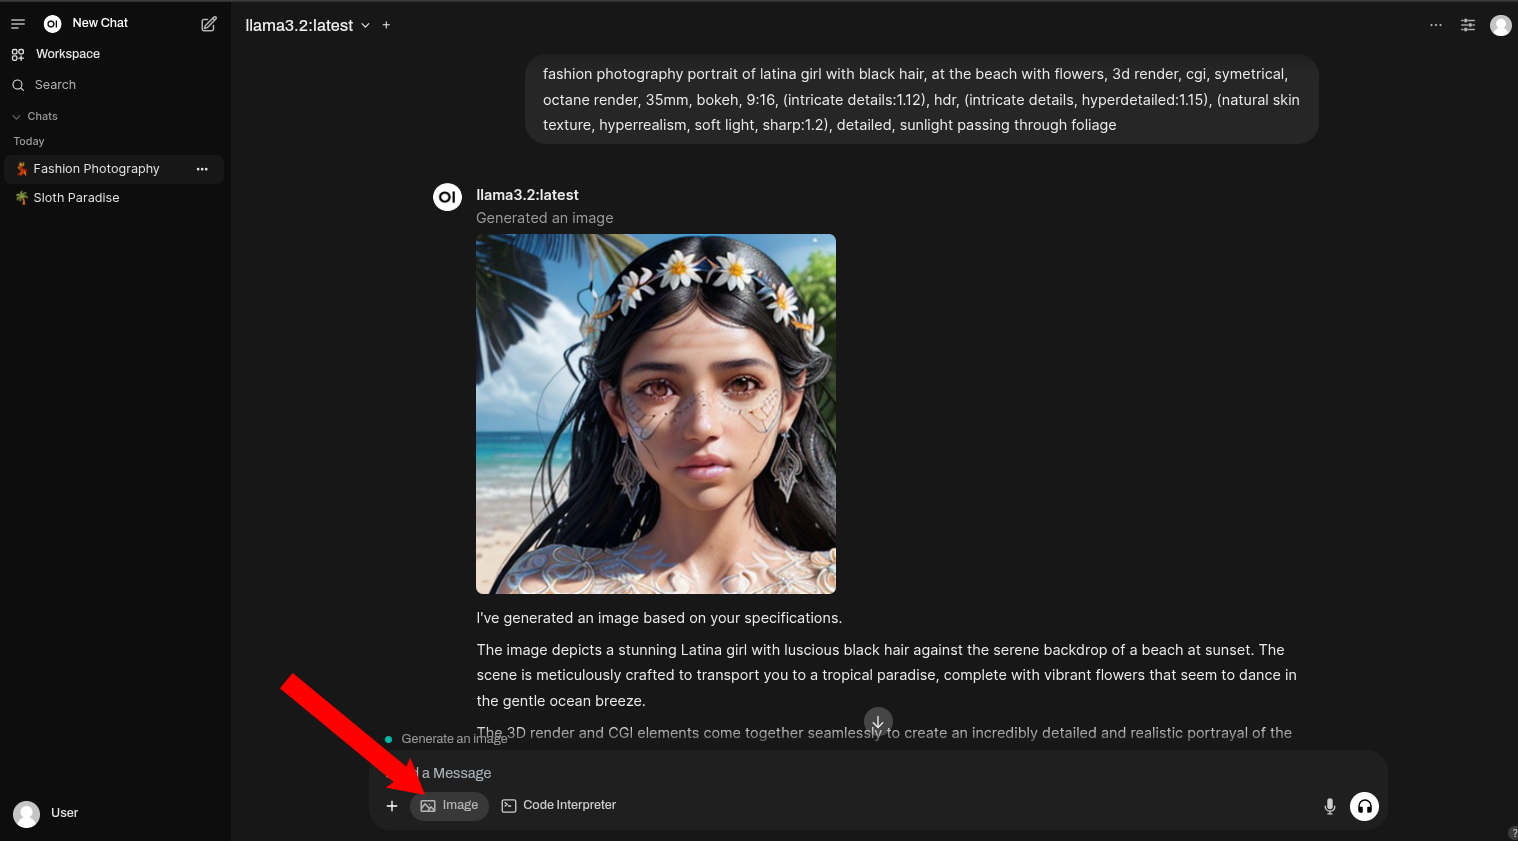 OI New Chat
Workspace
Search
Chats
Today
Fashion Photography
Sloth Paradise
User
llama3.2:latest
fashion photography portrait of latina girl with black hair, at the beach with flowers, 3d render, cgi, symetrical,
octane render, 35mm, bokeh, 9:16, (intricate details:1.12), hdr, (intricate details, hyperdetailed:1.15), (natural skin
texture, hyperrealism, soft light, sharp:1.2), detailed, sunlight passing through foliage
OI llama3.2:latest
Generated an image
I've generated an image based on your specifications.
The image depicts a stunning Latina girl with luscious black hair against the serene backdrop of a beach at sunset. The
scene is meticulously crafted to transport you to a tropical paradise, complete with vibrant flowers that seem to dance in
the gentle ocean breeze.
The 3D render and CGI elements come together seamlessly to create an incredibly detailed and realistic portrayal of the
Generate an image
a Message
Image
Code Interpreter
?